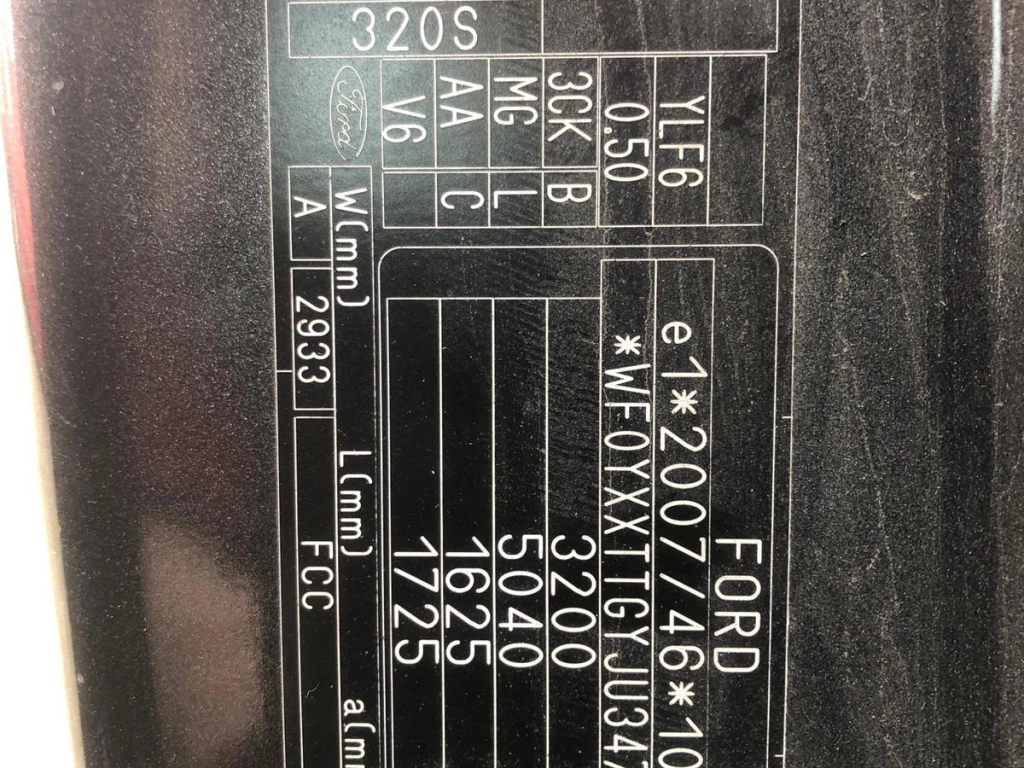 320S
YLF6
0.50
3CK B
MG L
AA C
V6
Ford
FORD
e1*2007/46*10
*WF0YXXTTGYJU34
3200
5040
1625
1725
W(mm) L(mm)
A 2933 FCC